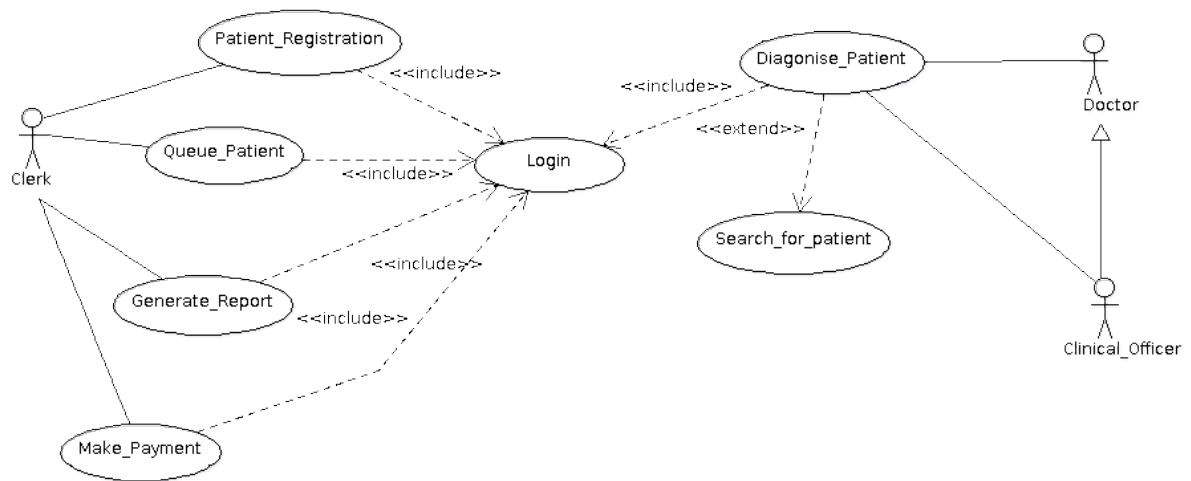 Patient_Registration
<<include>>
Diagonise_Patient
<<include>>
Doctor
<<extend>>
Queue_Patient
Login
<<include>>
Clerk
Search_for_patient
<<include>>
Generate_Report
<<include>>
Clinical_Officer
Make_Payment